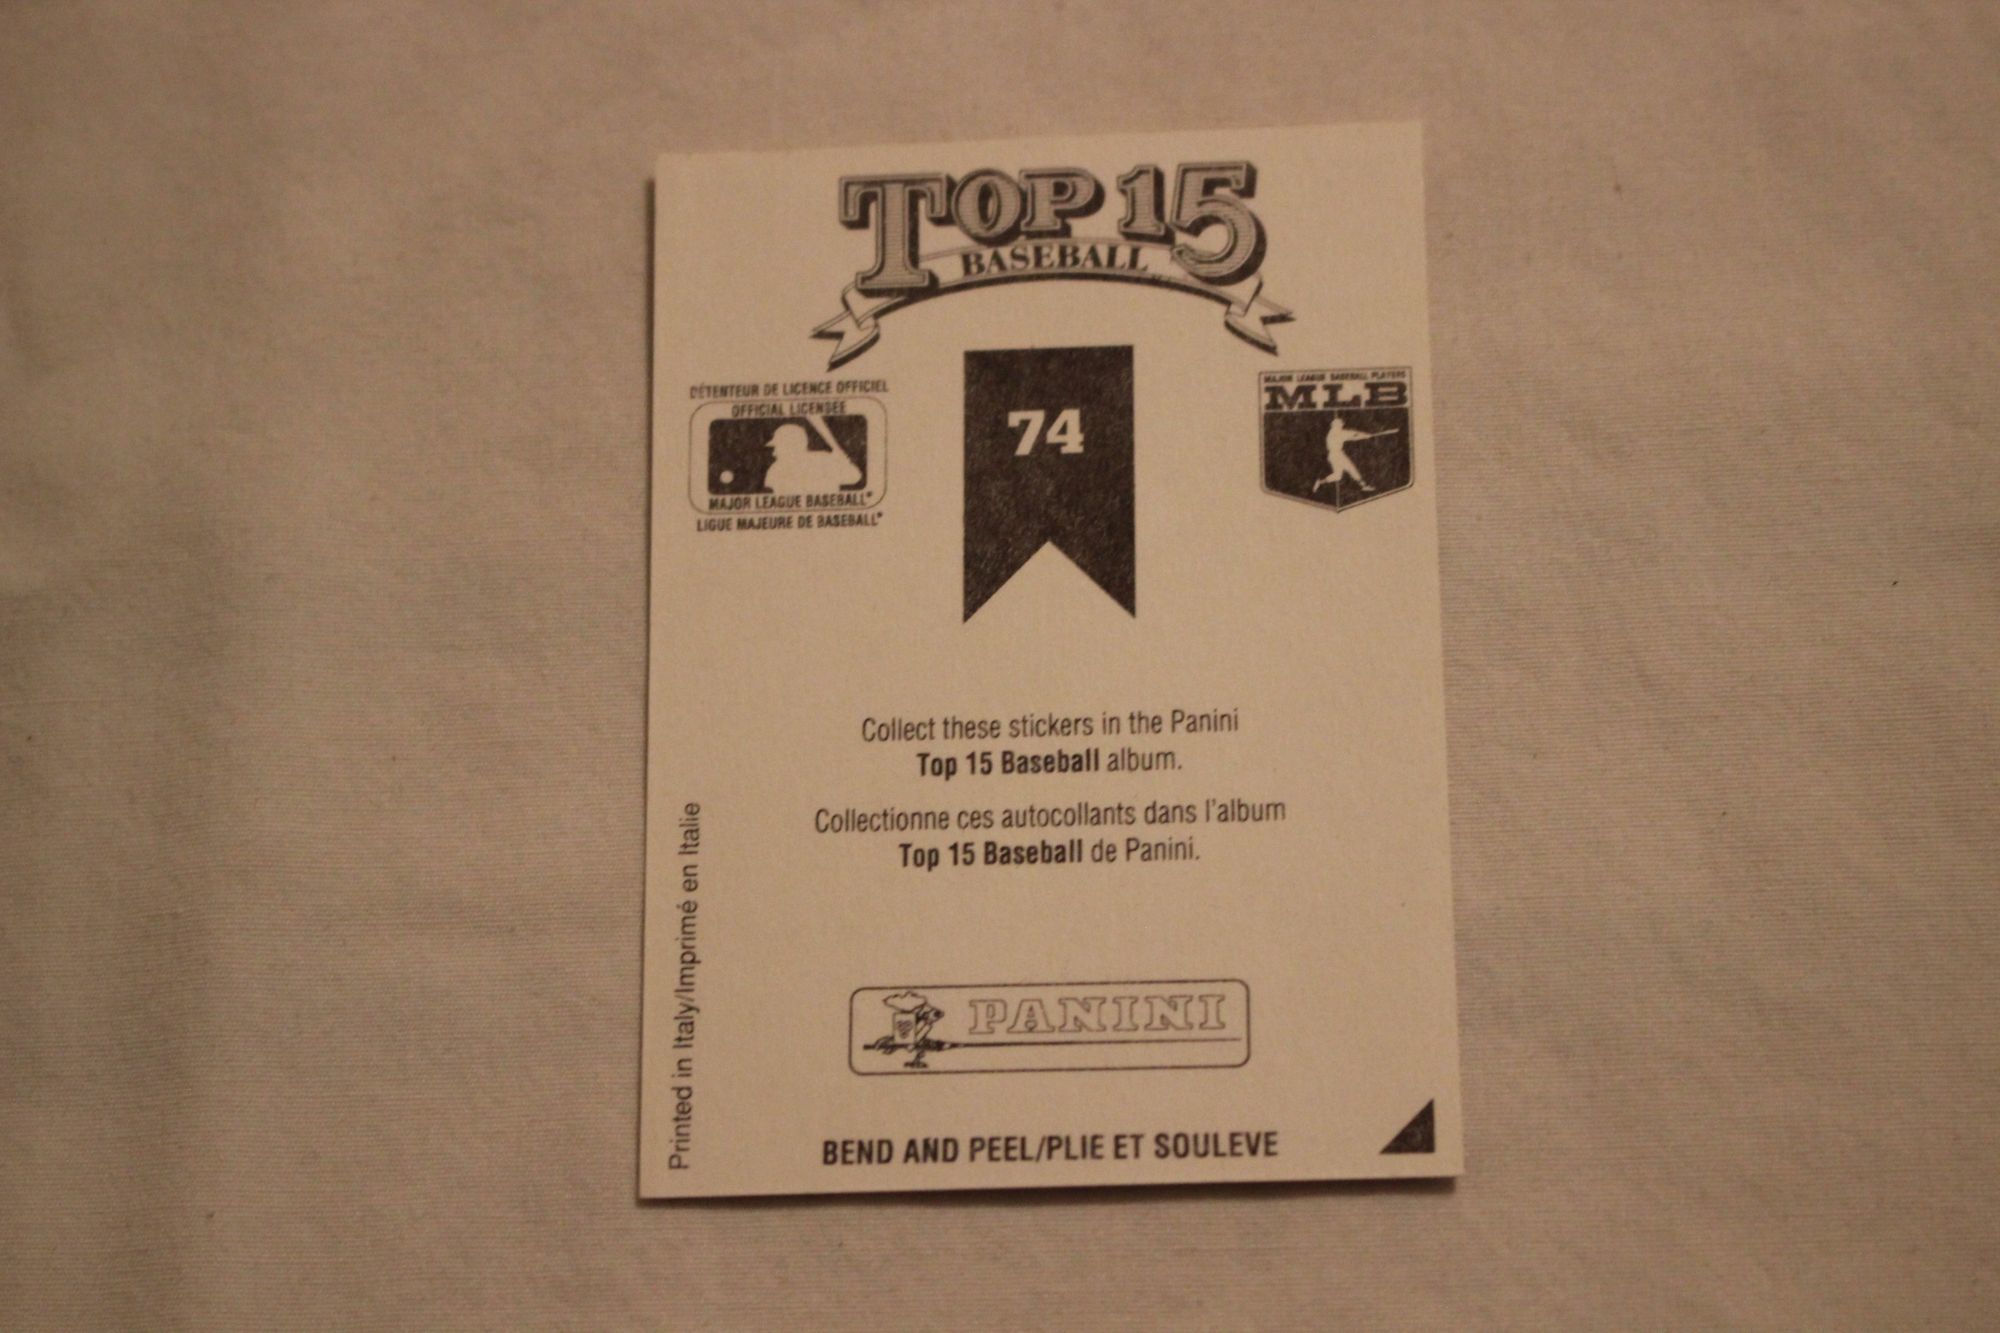 TOP 15
BASEBALL
DÉTENTEUR DE LICENCE OFFICIEL
OFFICIAL LICENSEE
MAJOR LEAGUE BASEBALL®
LIGUE MAJEURE DE BASEBALL®
74
MAJOR LEAGUE BASEBALL PLAYERS
MLB
Collect these stickers in the Panini
Top 15 Baseball album.
Collectionne ces autocollants dans l'album
Top 15 Baseball de Panini.
Printed in Italy/Imprimé en Italie
PANINI
BEND AND PEEL/PLIE ET SOULEVE